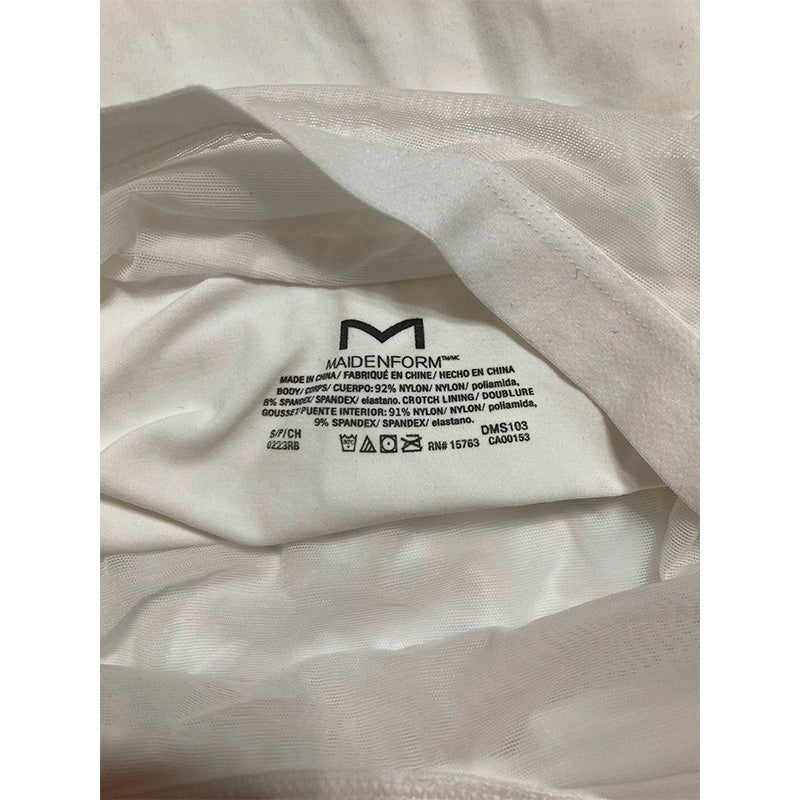 M
MAIDENFORM™/MC
MADE IN CHINA/ FABRIQUÉ EN CHINE/ HECHO EN CHINA
BODY/ CORPS/ CUERPO: 92% NYLON/ NYLON/ poliamida,
8% SPANDEX/ SPANDEX/ elastano. CROTCH LINING/ DOUBLURE
GOUSSET/PUENTE INTERIOR: 91% NYLON/ NYLON/ poliamida,
9% SPANDEX/ SPANDEX/ elastano.
S/P/CH DMS103
0223RB RN# 15763 CA00153